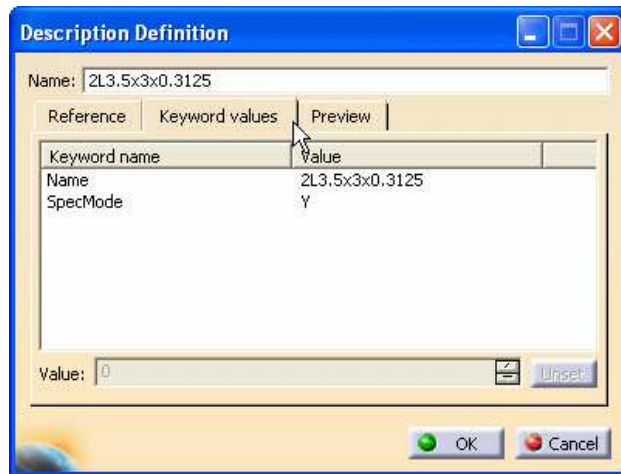 Description Definition
Name: 2L3.5x3x0.3125
Reference Keyword values Preview
Keyword name Value
Name 2L3.5x3x0.3125
SpecMode Y
Value: 0 Unset
OK Cancel